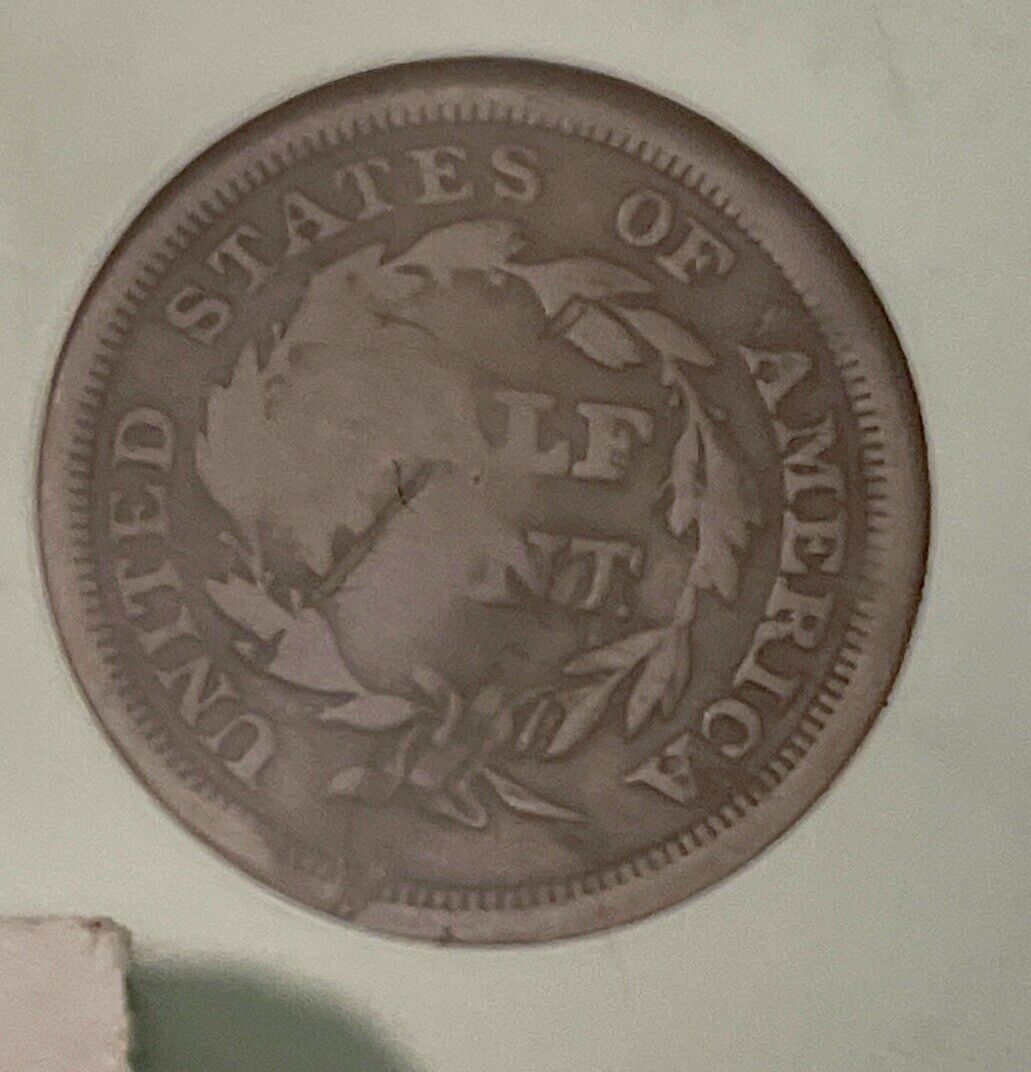 UNITED STATES OF AMERICA
LF
NT.